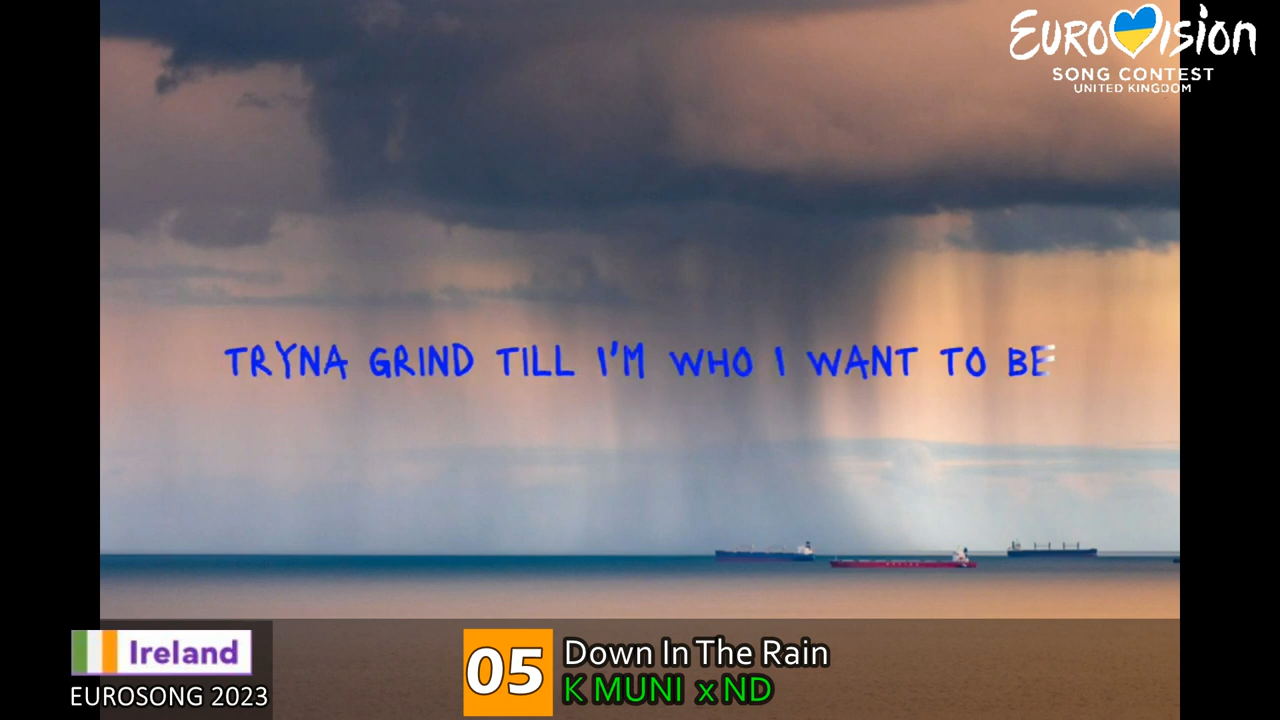 EUROVISION
SONG CONTEST
UNITED KINGDOM
TRYNA GRIND TILL I'M WHO I WANT TO BE
Ireland
EUROSONG 2023
05
Down In The Rain
K MUNI x ND